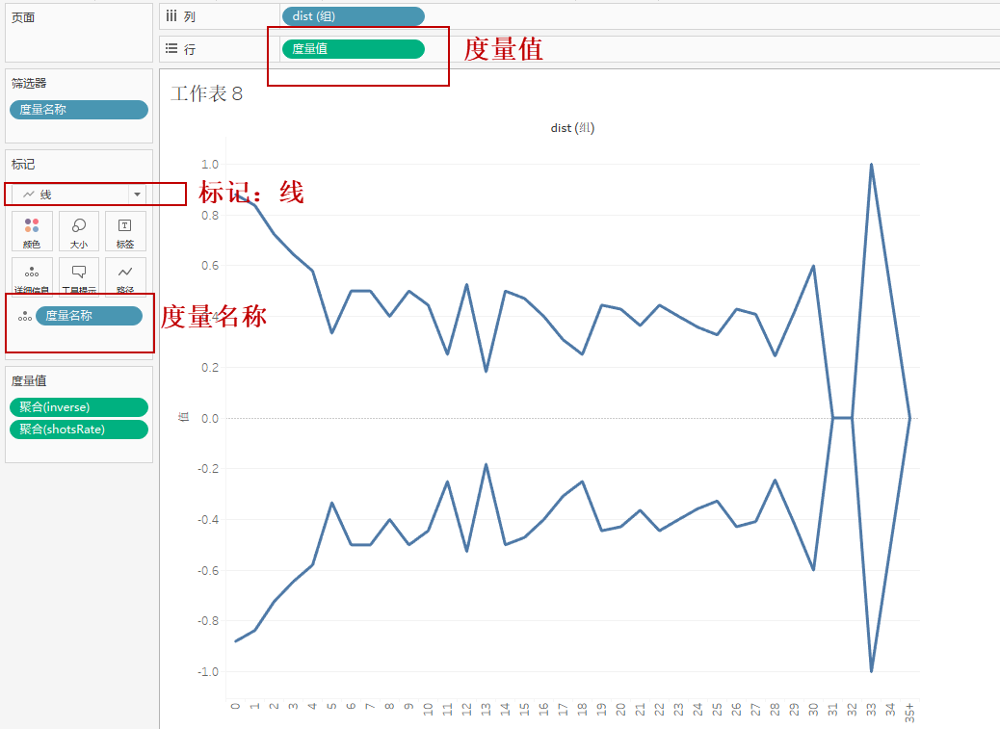 页面
列
dist (组)
行
度量值
度量值
筛选器
度量名称
工作表 8
标记
线
标记：线
颜色
大小
标签
详细信息
工具提示
路径
度量名称
度量名称
度量值
聚合(inverse)
聚合(shotsRate)
dist (组)
值
1.0
0.8
0.6
0.4
0.2
0.0
-0.2
-0.4
-0.6
-0.8
-1.0
0 1 2 3 4 5 6 7 8 9 10 11 12 13 14 15 16 17 18 19 20 21 22 23 24 25 26 27 28 29 30 31 32 33 34 35+